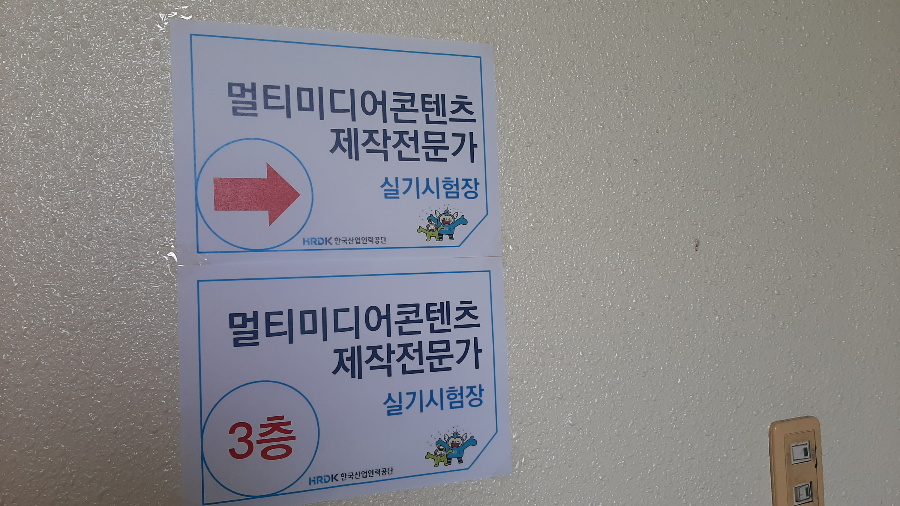 멀티미디어콘텐츠
제작전문가
실기시험장
HRDK 한국산업인력공단
멀티미디어콘텐츠
제작전문가
실기시험장
3층
HRDK 한국산업인력공단